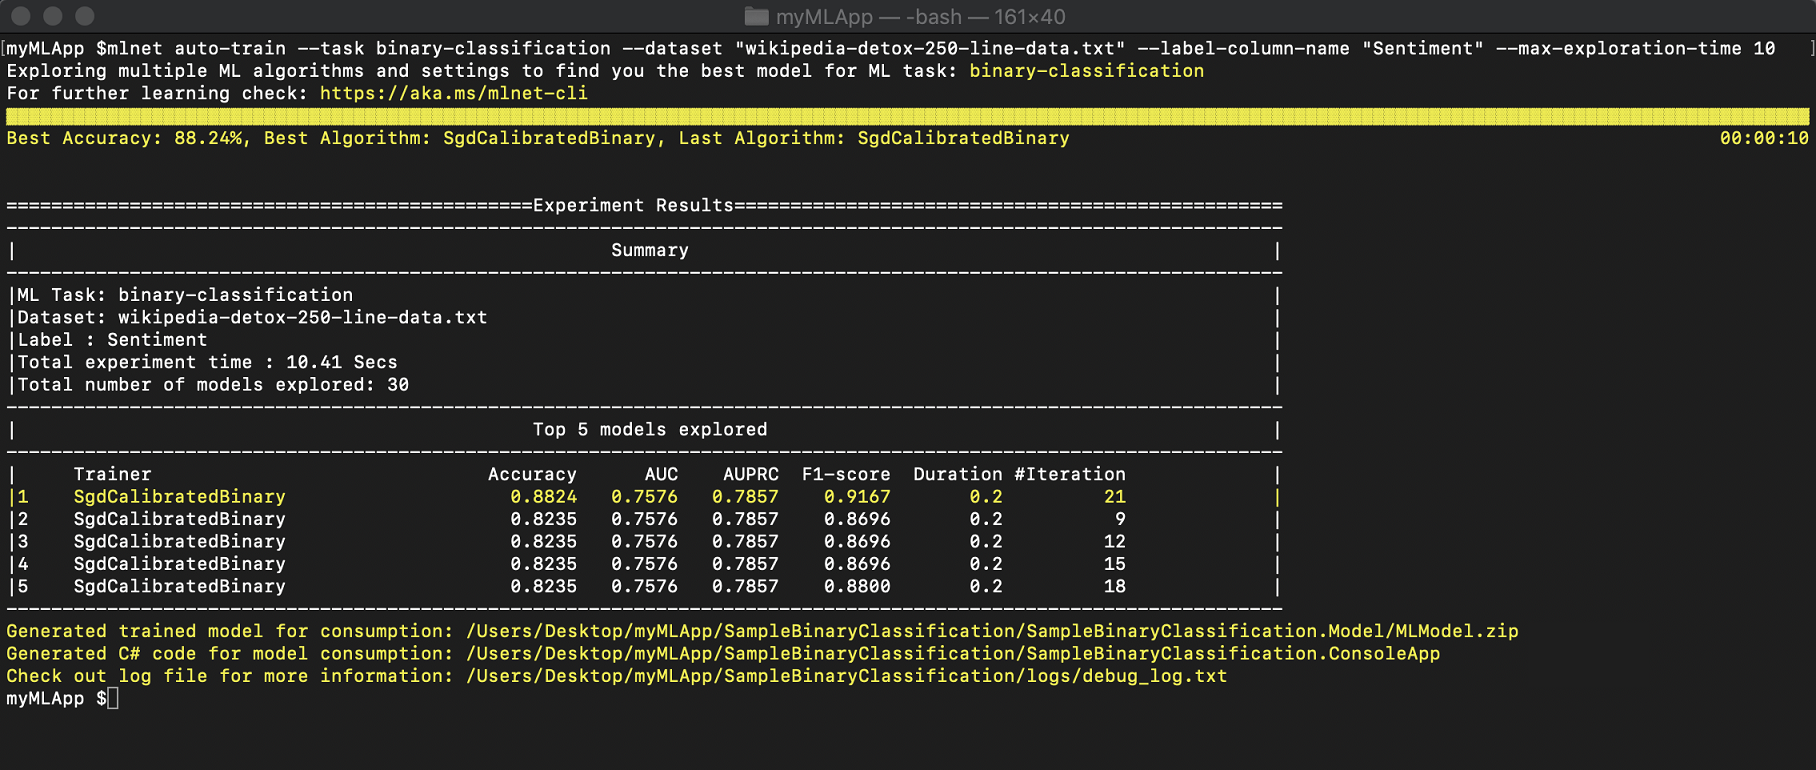 myMLApp — -bash — 161×40
[myMLApp $mlnet auto-train --task binary-classification --dataset "wikipedia-detox-250-line-data.txt" --label-column-name "Sentiment" --max-exploration-time 10 ]
Exploring multiple ML algorithms and settings to find you the best model for ML task: binary-classification
For further learning check: https://aka.ms/mlnet-cli
Best Accuracy: 88.24%, Best Algorithm: SgdCalibratedBinary, Last Algorithm: SgdCalibratedBinary 00:00:10
===============================================Experiment Results=================================================
------------------------------------------------------------------------------------------------------------------
| Summary |
------------------------------------------------------------------------------------------------------------------
|ML Task: binary-classification |
|Dataset: wikipedia-detox-250-line-data.txt |
|Label : Sentiment |
|Total experiment time : 10.41 Secs |
|Total number of models explored: 30 |
------------------------------------------------------------------------------------------------------------------
| Top 5 models explored |
------------------------------------------------------------------------------------------------------------------
| Trainer Accuracy AUC AUPRC F1-score Duration #Iteration |
|1 SgdCalibratedBinary 0.8824 0.7576 0.7857 0.9167 0.2 21 |
|2 SgdCalibratedBinary 0.8235 0.7576 0.7857 0.8696 0.2 9 |
|3 SgdCalibratedBinary 0.8235 0.7576 0.7857 0.8696 0.2 12 |
|4 SgdCalibratedBinary 0.8235 0.7576 0.7857 0.8696 0.2 15 |
|5 SgdCalibratedBinary 0.8235 0.7576 0.7857 0.8800 0.2 18 |
------------------------------------------------------------------------------------------------------------------
Generated trained model for consumption: /Users/Desktop/myMLApp/SampleBinaryClassification/SampleBinaryClassification.Model/MLModel.zip
Generated C# code for model consumption: /Users/Desktop/myMLApp/SampleBinaryClassification/SampleBinaryClassification.ConsoleApp
Check out log file for more information: /Users/Desktop/myMLApp/SampleBinaryClassification/logs/debug_log.txt
myMLApp $